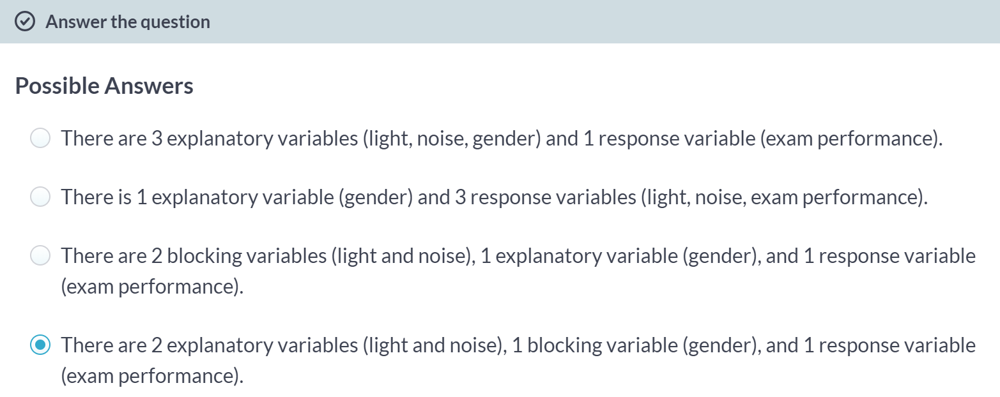 Answer the question
Possible Answers
There are 3 explanatory variables (light, noise, gender) and 1 response variable (exam performance).
There is 1 explanatory variable (gender) and 3 response variables (light, noise, exam performance).
There are 2 blocking variables (light and noise), 1 explanatory variable (gender), and 1 response variable
(exam performance).
There are 2 explanatory variables (light and noise), 1 blocking variable (gender), and 1 response variable
(exam performance).